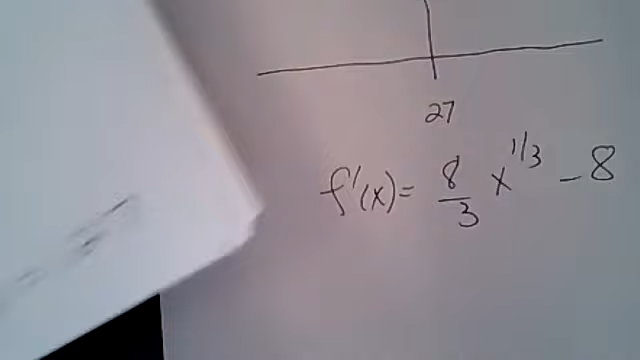 27
f'(x) = 8/3 x^1/3 - 8